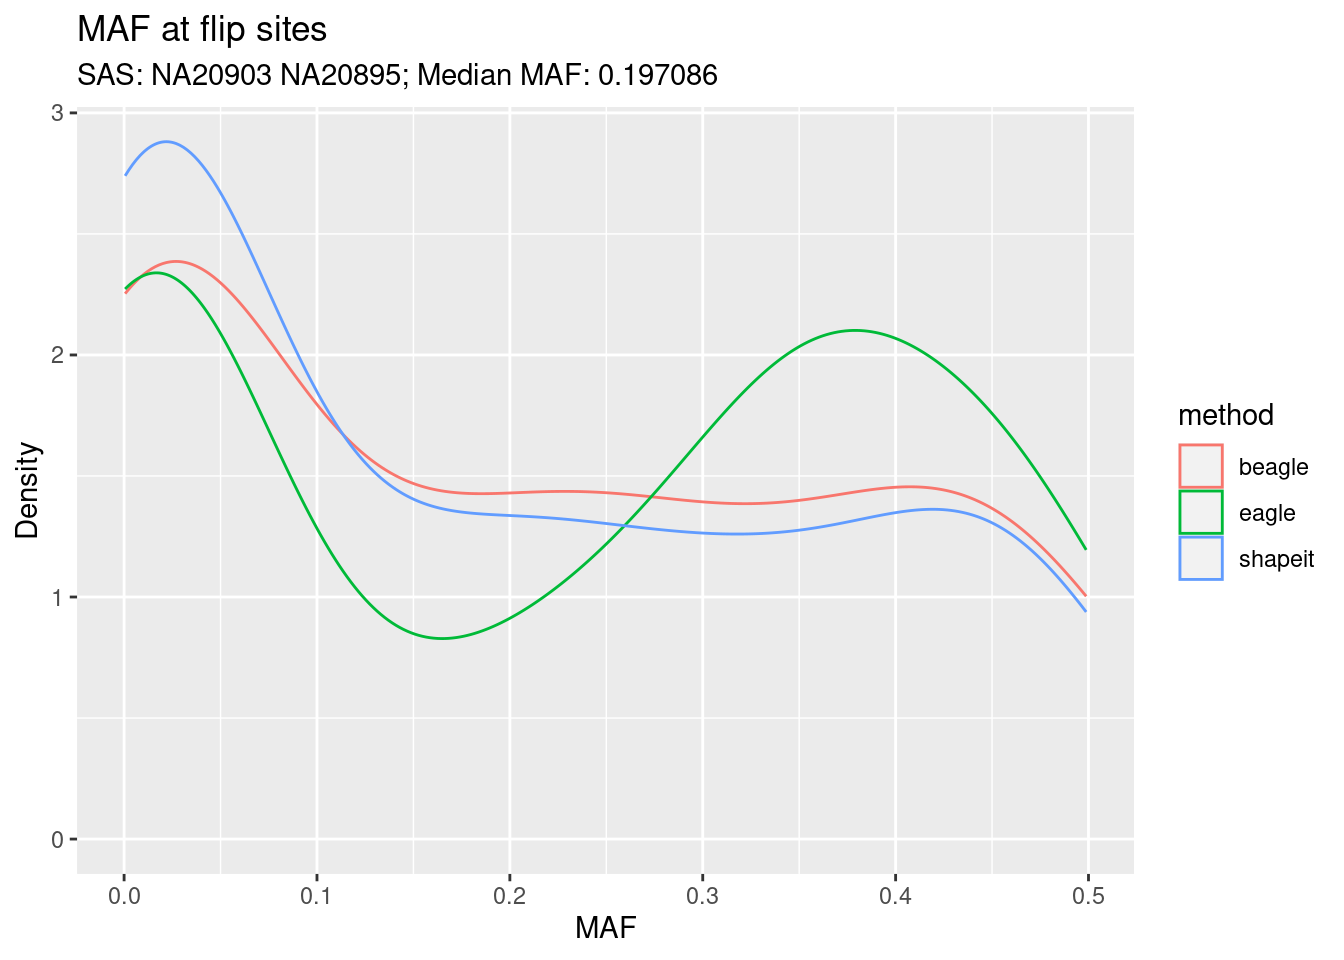 MAF at flip sites
SAS: NA20903 NA20895; Median MAF: 0.197086
3
2
1
0
Density
0.0
0.1
0.2
0.3
0.4
0.5
MAF
method
beagle
eagle
shapeit